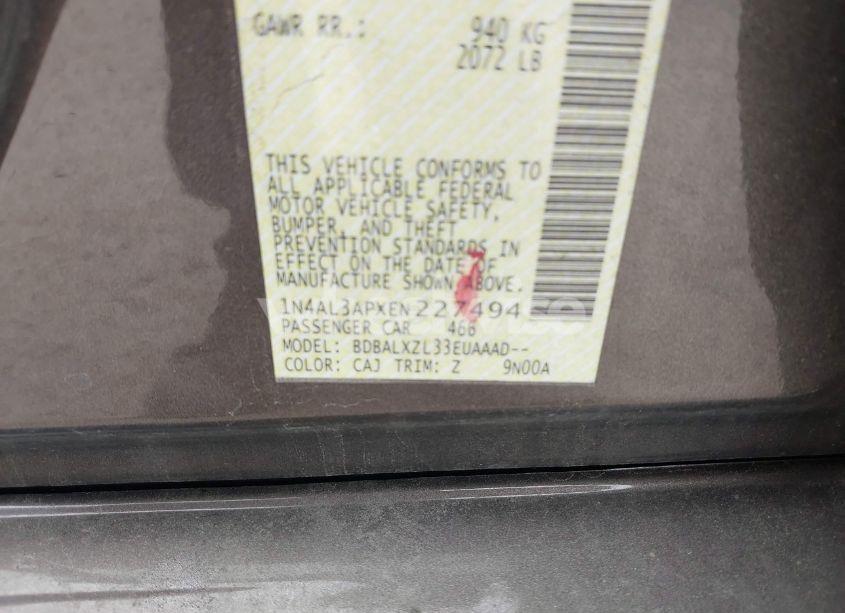 GAWR RR.: 940 KG
2072 LB
THIS VEHICLE CONFORMS TO
ALL APPLICABLE FEDERAL
MOTOR VEHICLE SAFETY,
BUMPER, AND THEFT
PREVENTION STANDARDS IN
EFFECT ON THE DATE OF
MANUFACTURE SHOWN ABOVE.
1N4AL3APXEN227494
PASSENGER CAR 466
MODEL: BDBALXZL33EUAAAD--
COLOR: CAJ TRIM: Z 9N00A